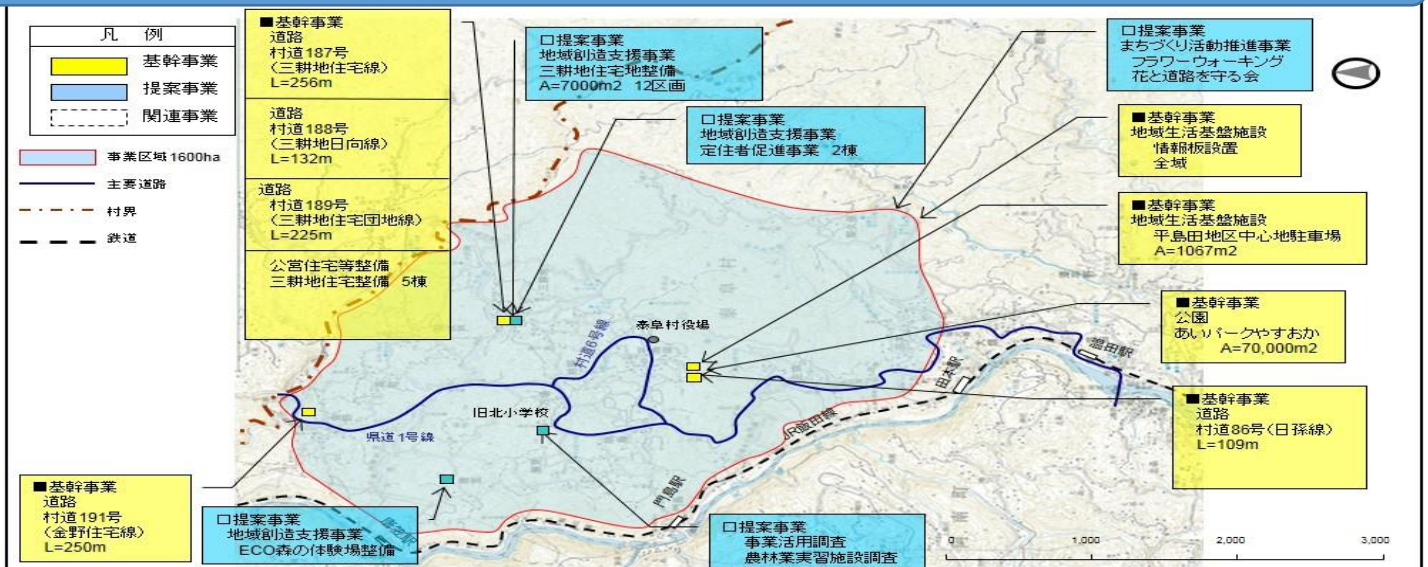 凡 例
基幹事業
提案事業
関連事業
事業区域 1600ha
主要道路
村界
鉄道
■基幹事業
道路
村道187号
(三耕地住宅線)
L=256m
道路
村道188号
(三耕地日向線)
L=132m
道路
村道189号
(三耕地住宅団地線)
L=225m
公営住宅等整備
三耕地住宅整備 5棟
□提案事業
地域創造支援事業
三耕地住宅地整備
A=7000m2 12区画
□提案事業
地域創造支援事業
定住者促進事業 2棟
□提案事業
まちづくり活動推進事業
フラワーウォーキング
花と道路を守る会
■基幹事業
地域生活基盤施設
情報板設置
全域
■基幹事業
地域生活基盤施設
平島田地区中心地駐車場
A=1067m2
■基幹事業
公園
あいパークやすおか
A=70,000m2
■基幹事業
道路
村道86号(日孫線)
L=109m
泰阜村役場
村道6号線
旧北小学校
県道1号線
JR飯田線
門島駅
田本駅
温田駅
■基幹事業
道路
村道191号
(金野住宅線)
L=250m
□提案事業
地域創造支援事業
ECO森の体験場整備
□提案事業
事業活用調査
農林業実習施設調査
0 1,000 2,000 3,000